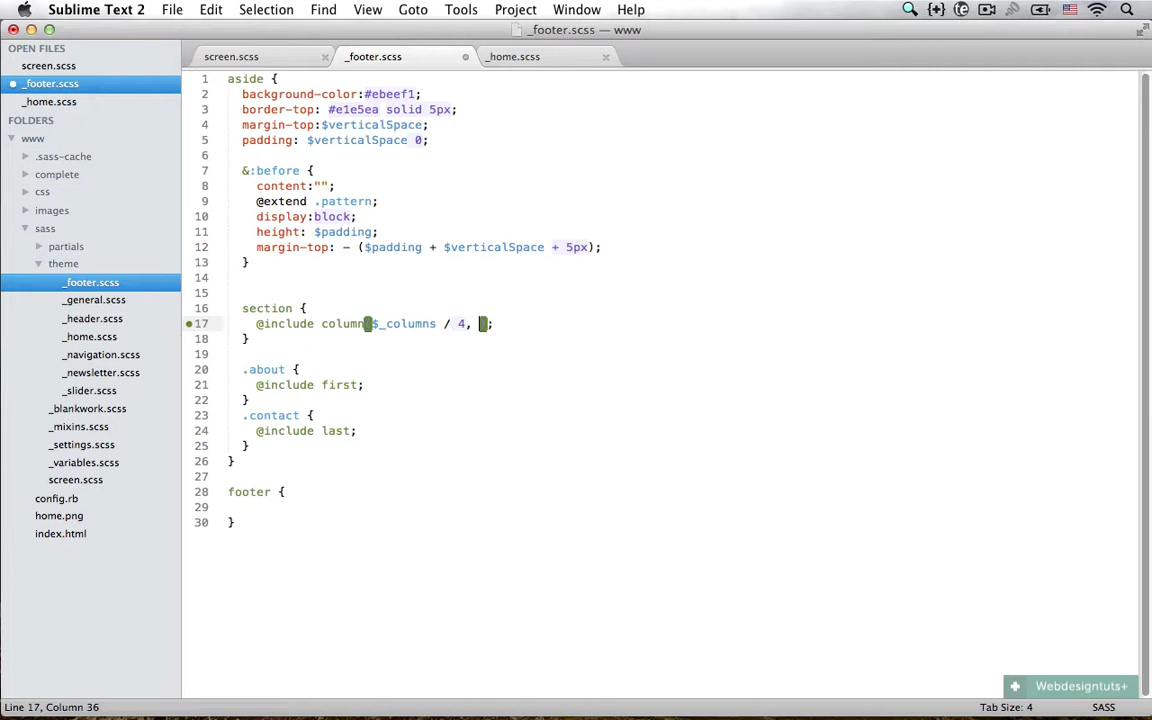 Sublime Text 2 File Edit Selection Find View Goto Tools Project Window Help
_footer.scss — www
OPEN FILES
screen.scss
_footer.scss
_home.scss
FOLDERS
www
.sass-cache
complete
css
images
sass
partials
theme
_footer.scss
_general.scss
_header.scss
_home.scss
_navigation.scss
_newsletter.scss
_slider.scss
_blankwork.scss
_mixins.scss
_settings.scss
_variables.scss
screen.scss
config.rb
home.png
index.html
screen.scss _footer.scss _home.scss
1 aside {
2 background-color:#ebeef1;
3 border-top: #e1e5ea solid 5px;
4 margin-top:$verticalSpace;
5 padding: $verticalSpace 0;
6
7 &:before {
8 content:"";
9 @extend .pattern;
10 display:block;
11 height: $padding;
12 margin-top: - ($padding + $verticalSpace + 5px);
13 }
14
15
16 section {
17 @include column($_columns / 4, );
18 }
19
20 .about {
21 @include first;
22 }
23 .contact {
24 @include last;
25 }
26 }
27
28 footer {
29
30 }
Webdesigntuts+
Line 17, Column 36 Tab Size: 4 SASS